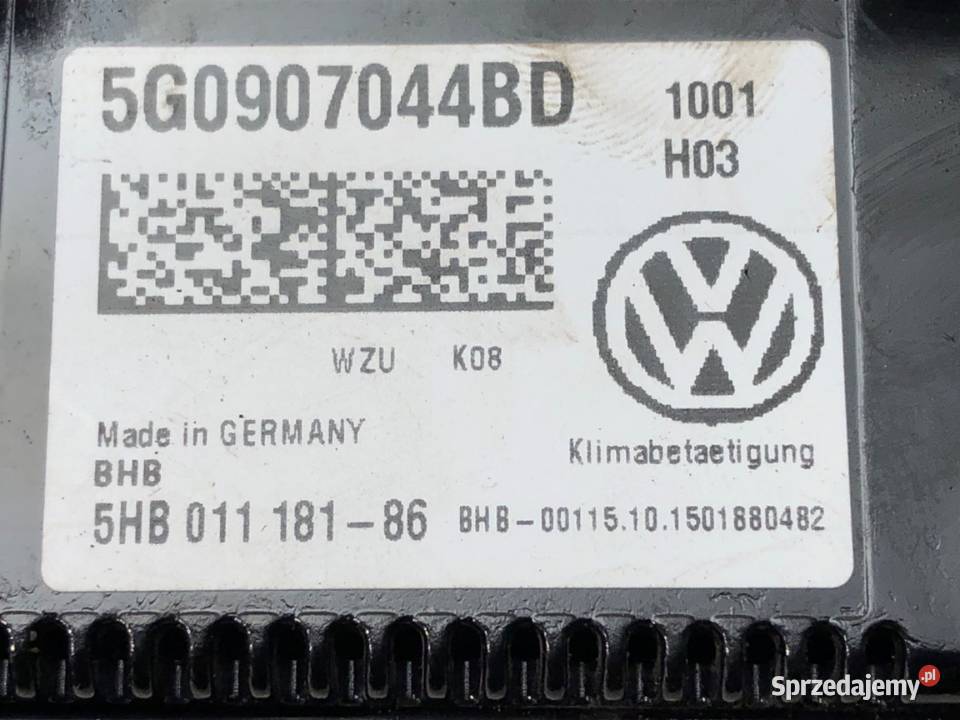 5G0907044BD
1001
H03
WZU K08
Made in GERMANY
Klimabetaetigung
BHB
5HB 011 181-86
BHB-00115.10.1501880482
Sprzedajemy.pl